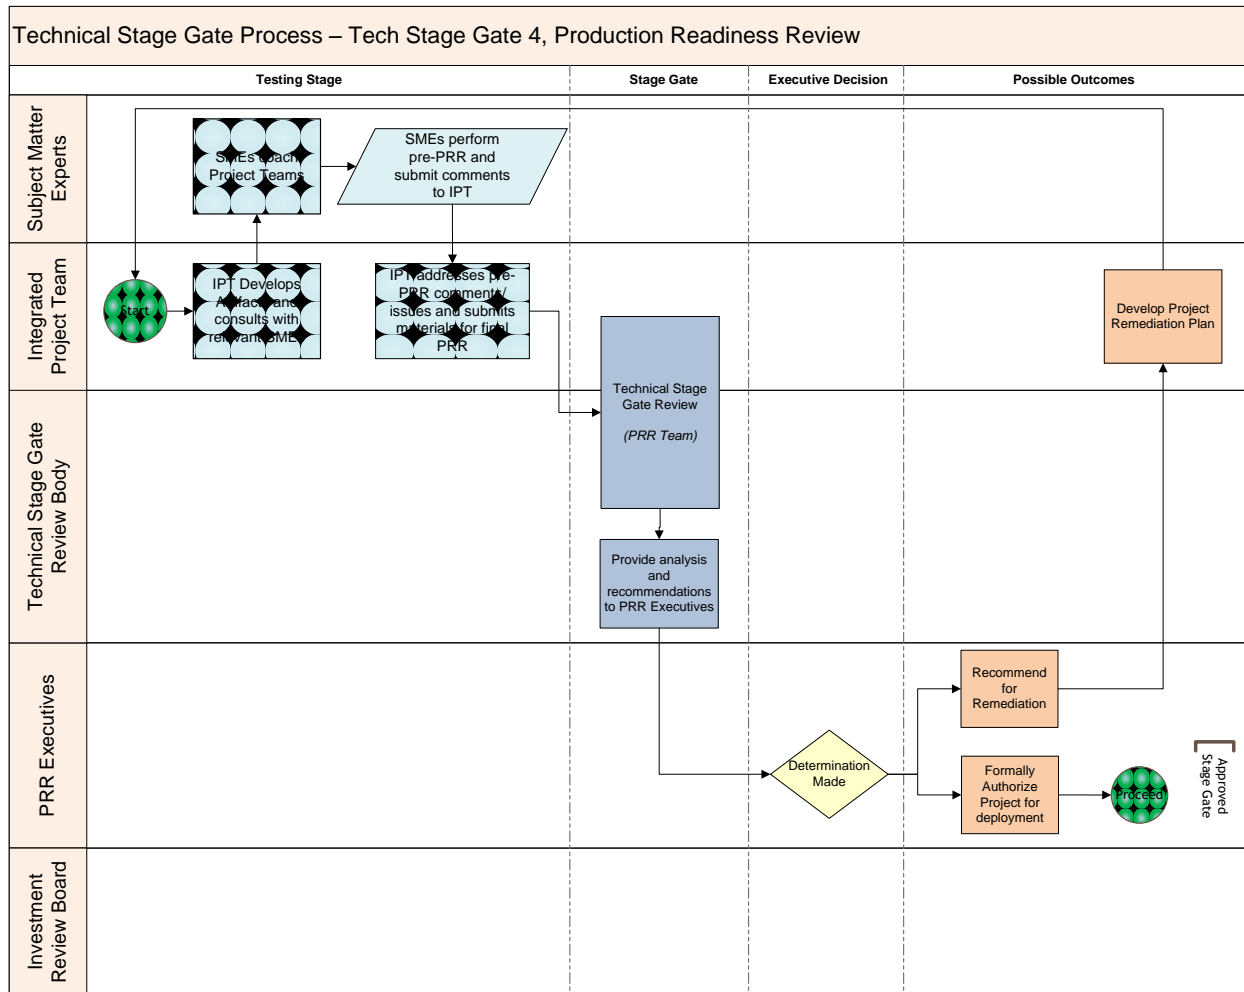 Technical Stage Gate Process – Tech Stage Gate 4, Production Readiness Review
Testing Stage
Stage Gate
Executive Decision
Possible Outcomes
Subject Matter
Experts
SMEs coach
Project Teams
SMEs perform
pre-PRR and
submit comments
to IPT
Integrated
Project Team
Start
IPT Develops
Artifacts and
consults with
relevant SME
IPT addresses pre-
PRR comments/
issues and submits
materials for final
PRR
Develop Project
Remediation Plan
Technical Stage Gate
Review Body
Technical Stage
Gate Review
(PRR Team)
Provide analysis
and
recommendations
to PRR Executives
PRR Executives
Determination
Made
Recommend
for
Remediation
Formally
Authorize
Project for
deployment
Proceed
Approved
Stage Gate
Investment
Review Board